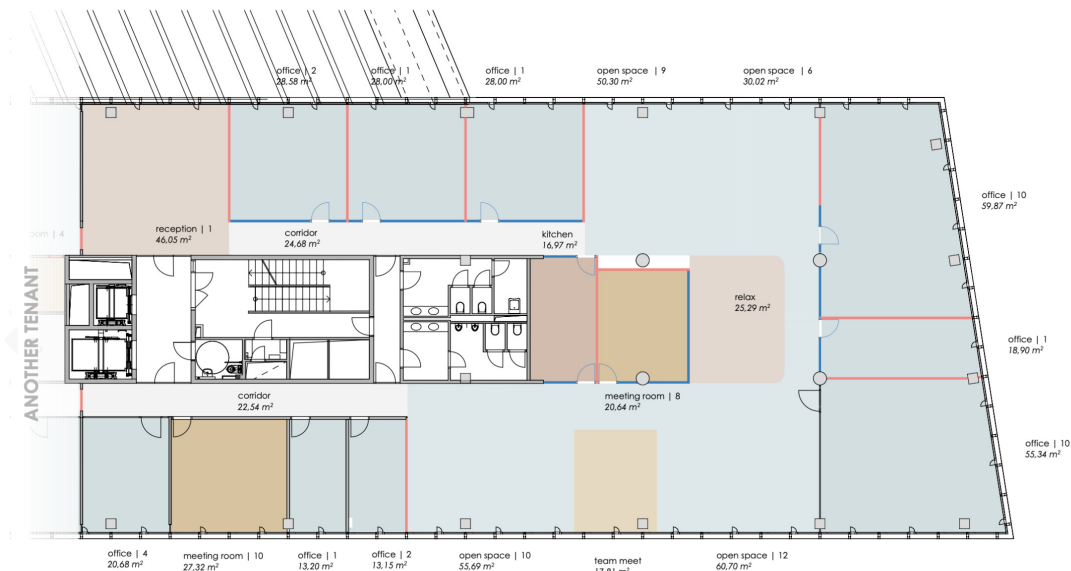 office | 2
28,58 m²
office | 1
28,00 m²
office | 1
28,00 m²
open space | 9
50,30 m²
open space | 6
30,02 m²
office | 10
59,87 m²
reception | 1
46,05 m²
corridor
24,68 m²
kitchen
16,97 m²
relax
25,29 m²
office | 1
18,90 m²
ANOTHER TENANT
corridor
22,54 m²
meeting room | 8
20,64 m²
office | 10
55,34 m²
office | 4
20,68 m²
meeting room | 10
27,32 m²
office | 1
13,20 m²
office | 2
13,15 m²
open space | 10
55,69 m²
team meet
17,81 m²
open space | 12
60,70 m²